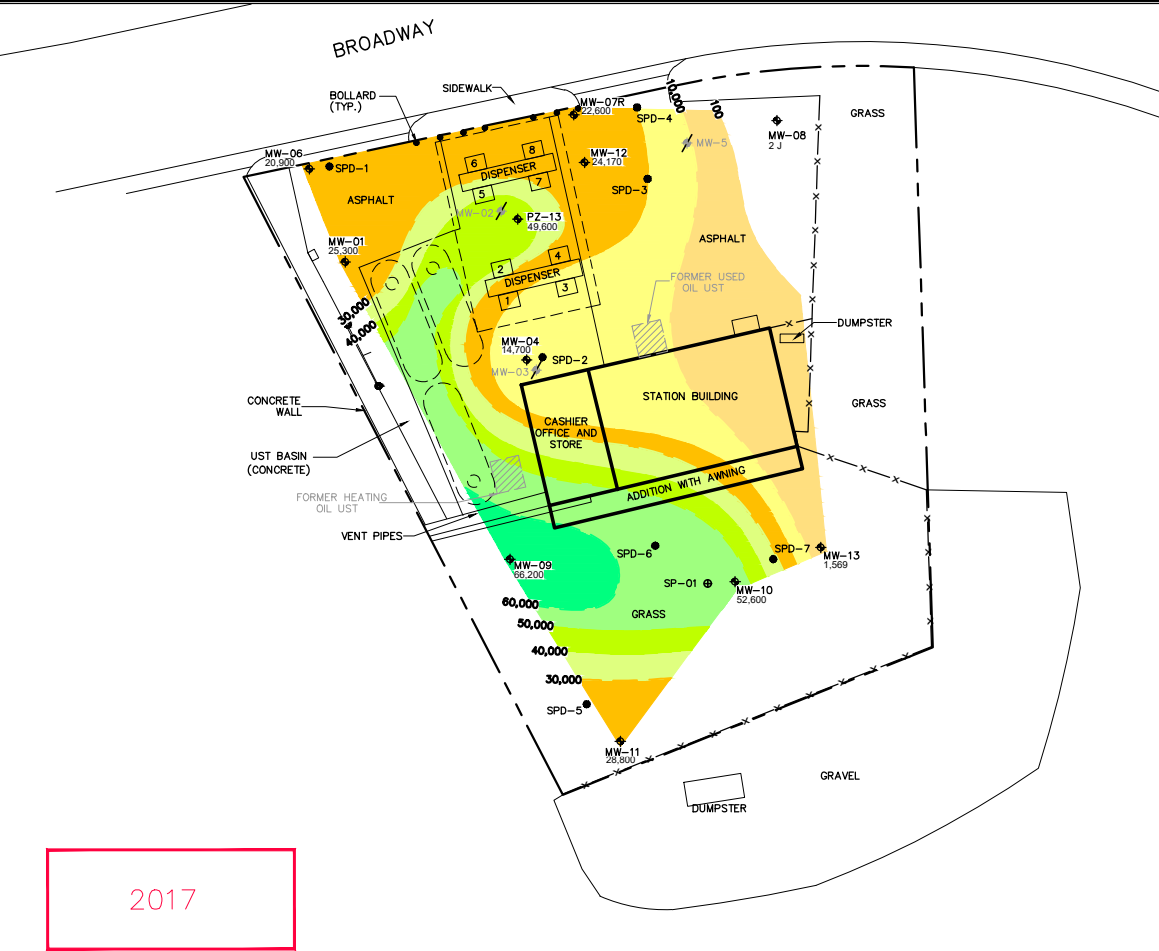 BROADWAY
SIDEWALK
BOLLARD
(TYP.)
MW-07R
22,600
10,000
100
SPD-4
GRASS
MW-08
2 J
MW-5
MW-06
20,900
SPD-1
MW-12
24,170
SPD-3
6
8
DISPENSER
5
7
ASPHALT
MW-02
PZ-13
49,600
ASPHALT
MW-01
25,300
2
4
DISPENSER
1
3
FORMER USED
OIL UST
30,000
40,000
DUMPSTER
MW-04
14,700
SPD-2
MW-03
STATION BUILDING
GRASS
CONCRETE
WALL
CASHIER
OFFICE AND
STORE
UST BASIN
(CONCRETE)
ADDITION WITH AWNING
FORMER HEATING
OIL UST
VENT PIPES
SPD-6
SPD-7
MW-13
1,569
MW-09
66,200
SP-01
MW-10
52,600
60,000
GRASS
50,000
40,000
30,000
SPD-5
MW-11
28,800
GRAVEL
DUMPSTER
2017